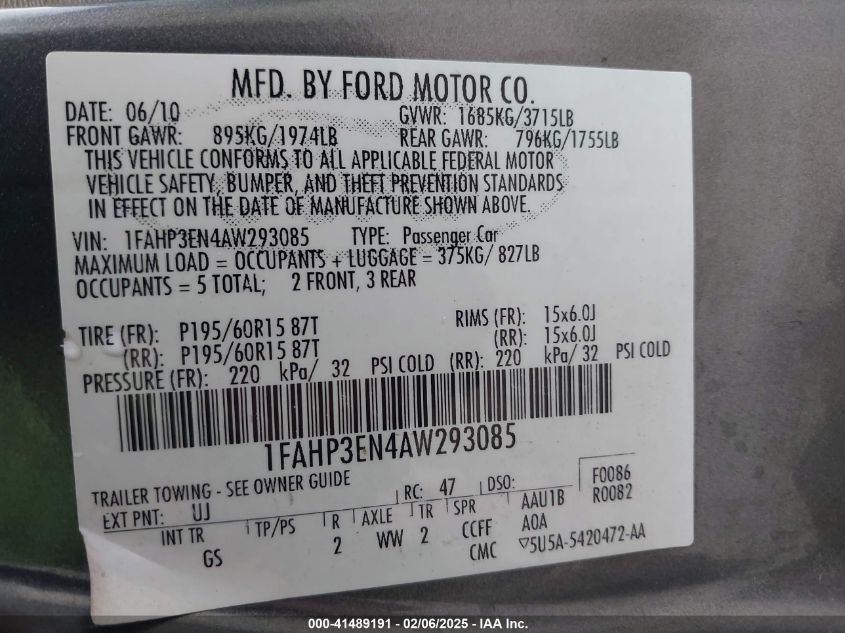 MFD. BY FORD MOTOR CO.
DATE: 06/10 GVWR: 1685KG/3715LB
FRONT GAWR: 895KG/1974LB REAR GAWR: 796KG/1755LB
THIS VEHICLE CONFORMS TO ALL APPLICABLE FEDERAL MOTOR
VEHICLE SAFETY, BUMPER, AND THEFT PREVENTION STANDARDS
IN EFFECT ON THE DATE OF MANUFACTURE SHOWN ABOVE.
VIN: 1FAHP3EN4AW293085 TYPE: Passenger Car
MAXIMUM LOAD = OCCUPANTS + LUGGAGE = 375KG/ 827LB
OCCUPANTS = 5 TOTAL; 2 FRONT, 3 REAR
TIRE (FR): P195/60R15 87T RIMS (FR): 15x6.0J
(RR): P195/60R15 87T (RR): 15x6.0J
PRESSURE (FR): 220 kPa/ 32 PSI COLD (RR): 220 kPa/ 32 PSI COLD
1FAHP3EN4AW293085
TRAILER TOWING - SEE OWNER GUIDE
EXT PNT: UJ RC: 47 DSO: F0086
R0082
INT TR TP/PS R AXLE TR SPR AAU1B
GS 2 WW 2 CCFF A0A
CMC ▽5U5A-5420472-AA
000-41489191 - 02/06/2025 - IAA Inc.